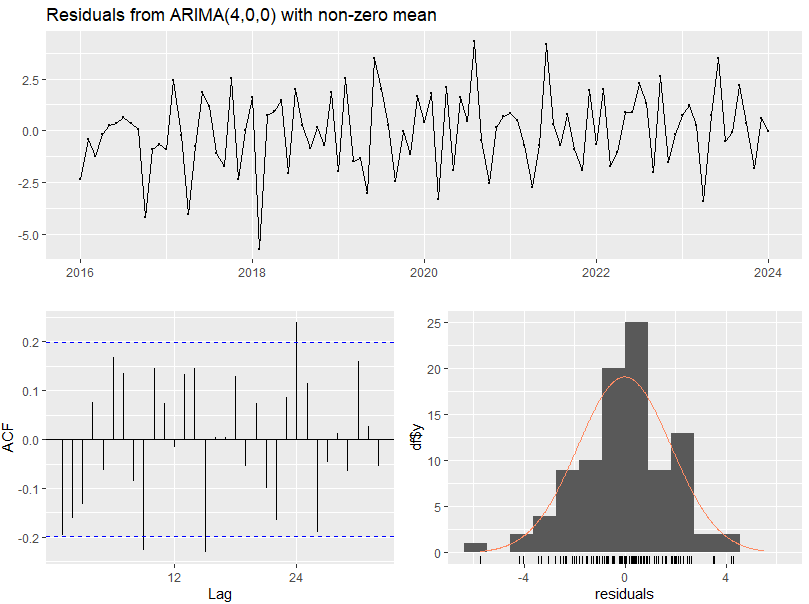 Residuals from ARIMA(4,0,0) with non-zero mean
2.5
0.0
-2.5
-5.0
2016 2018 2020 2022 2024
0.2
0.1
0.0
-0.1
-0.2
ACF
12 24
Lag
25
20
15
10
5
0
df$y
-4 0 4
residuals